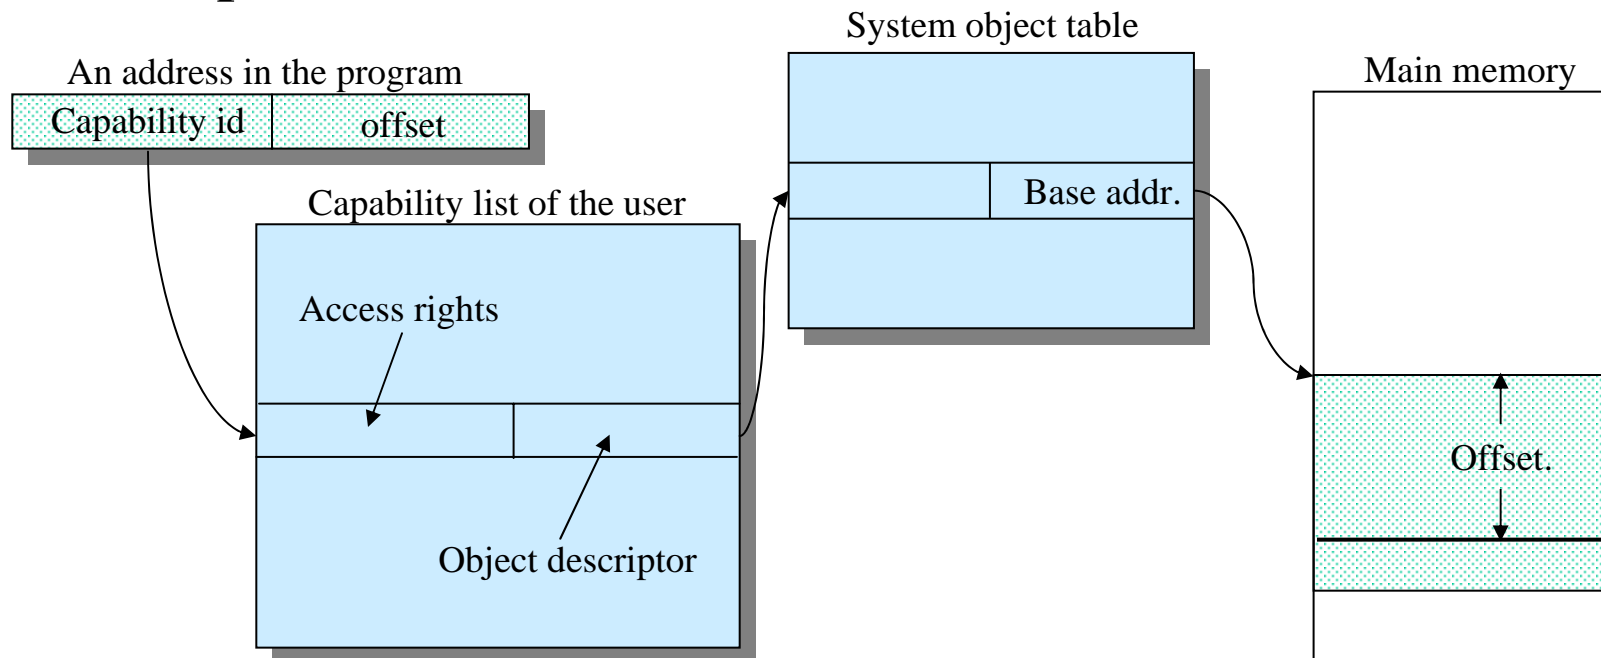 System object table
An address in the program
Main memory
Capability id
offset
Capability list of the user
Base addr.
Access rights
Offset.
Object descriptor